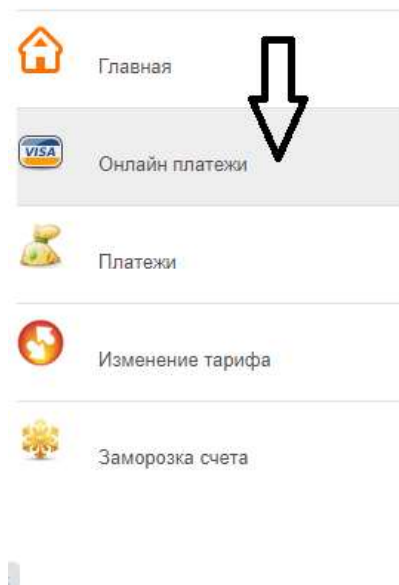 Главная
VISA
Онлайн платежи
Платежи
Изменение тарифа
Заморозка счета